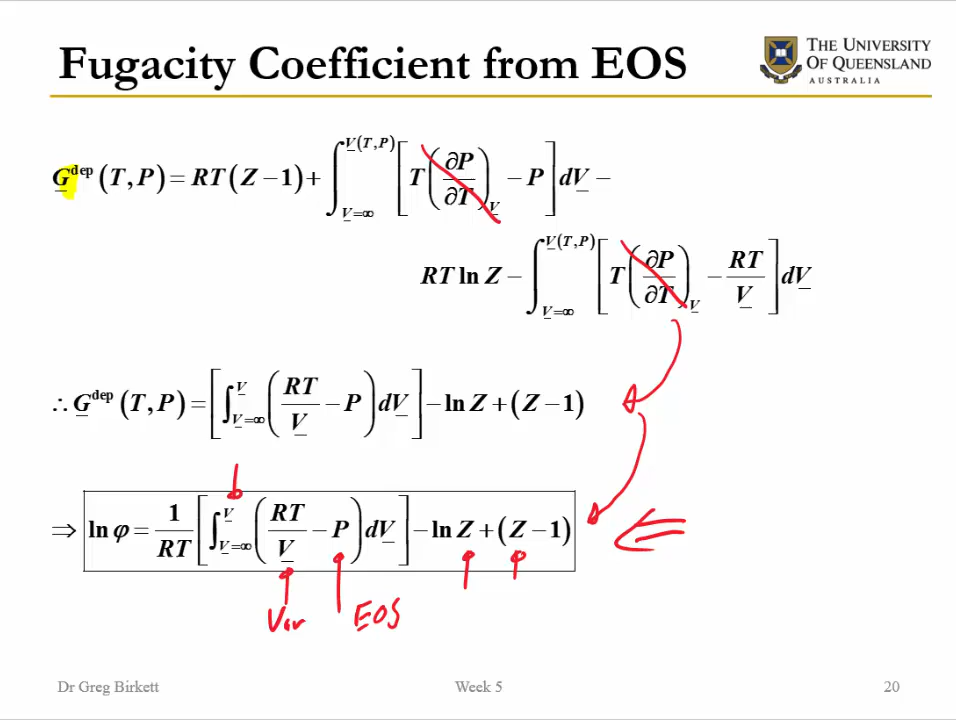 Fugacity Coefficient from EOS
THE UNIVERSITY
OF QUEENSLAND
AUSTRALIA
G^dep (T, P) = RT(Z − 1) + ∫_{V=∞}^{V(T,P)} [T(∂P/∂T)_V − P] dV −
RT ln Z − ∫_{V=∞}^{V(T,P)} [T(∂P/∂T)_V − RT/V] dV
∴ G^dep (T, P) = [∫_{V=∞}^{V} (RT/V − P) dV] − ln Z + (Z − 1)
⇒ ln φ = 1/RT [∫_{V=∞}^{V} (RT/V − P) dV] − ln Z + (Z − 1)
Var EOS
Dr Greg Birkett Week 5 20